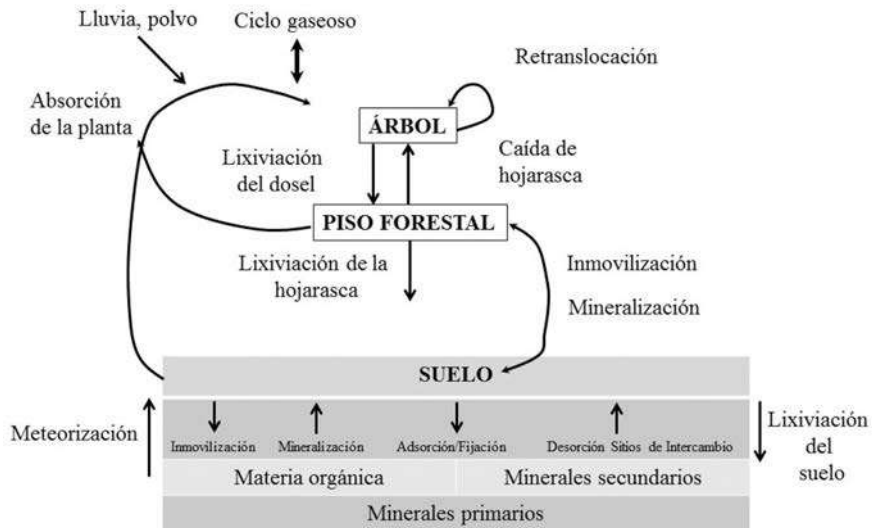 Lluvia, polvo
Ciclo gaseoso
Retranslocación
Absorción
de la planta
ÁRBOL
Lixiviación
del dosel
Caída de
hojarasca
PISO FORESTAL
Lixiviación de la
hojarasca
Inmovilización
Mineralización
SUELO
Meteorización
Inmovilización
Mineralización
Adsorción/Fijación
Desorción Sitios de Intercambio
Lixiviación
del
suelo
Materia orgánica
Minerales secundarios
Minerales primarios